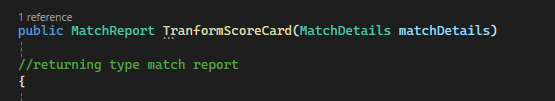 1 reference
public MatchReport TranformScoreCard(MatchDetails matchDetails)
//returning type match report
{